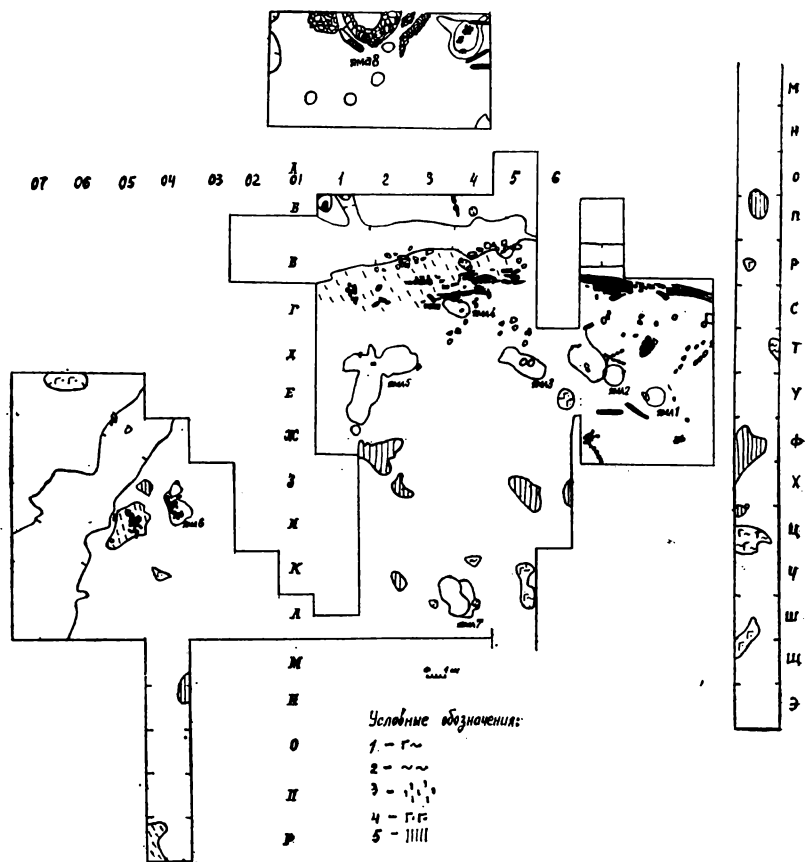 яма8
07 06 05 04 03 02 01 1 2 3 4 5 6
А
Б
В
Г
Д
Е
Ж
З
И
К
Л
М
Н
О
П
Р
М
Н
О
П
Р
С
Т
У
Ф
Х
Ц
Ч
Ш
Щ
Э
яма4
яма5
яма3
яма2
яма1
яма6
яма7
Условные обозначения:
1 - г ~
2 - ~ ~
3 -
4 - г г
5 -